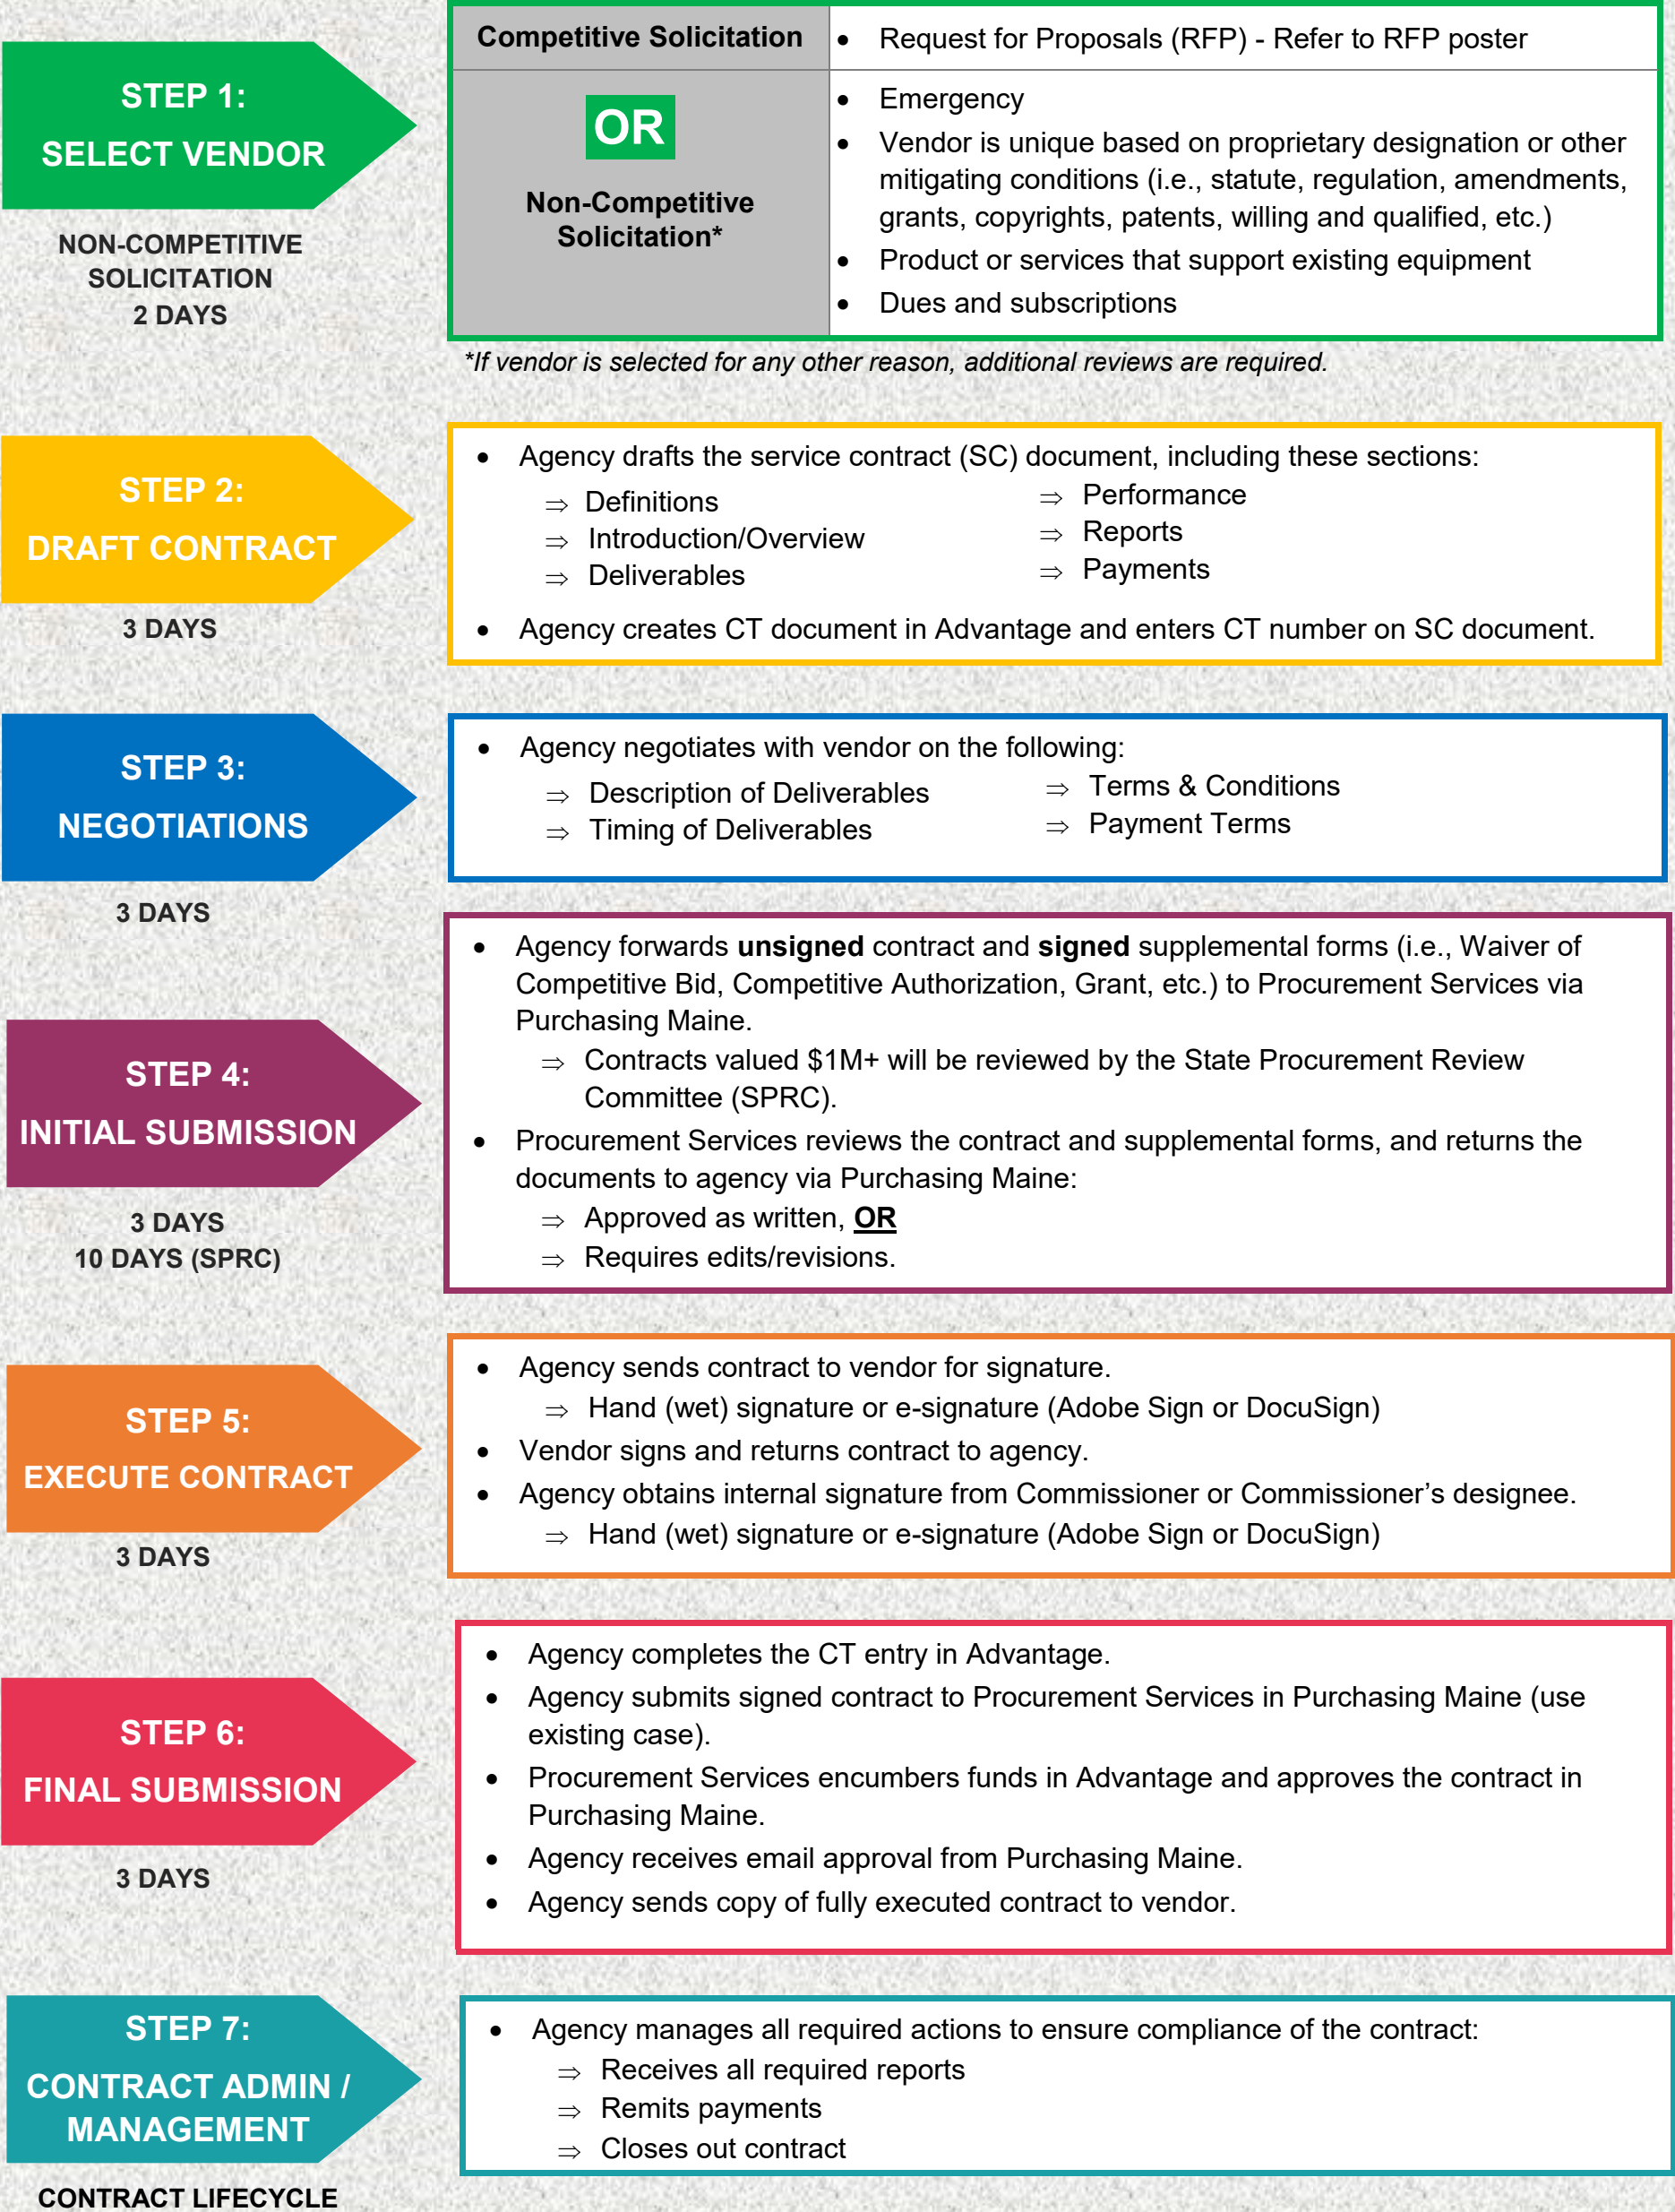 STEP 1:
SELECT VENDOR
NON-COMPETITIVE
SOLICITATION
2 DAYS
Competitive Solicitation
• Request for Proposals (RFP) - Refer to RFP poster
OR
Non-Competitive
Solicitation*
• Emergency
• Vendor is unique based on proprietary designation or other
mitigating conditions (i.e., statute, regulation, amendments,
grants, copyrights, patents, willing and qualified, etc.)
• Product or services that support existing equipment
• Dues and subscriptions
*If vendor is selected for any other reason, additional reviews are required.
STEP 2:
DRAFT CONTRACT
3 DAYS
• Agency drafts the service contract (SC) document, including these sections:
⇒ Definitions
⇒ Introduction/Overview
⇒ Deliverables
⇒ Performance
⇒ Reports
⇒ Payments
• Agency creates CT document in Advantage and enters CT number on SC document.
STEP 3:
NEGOTIATIONS
3 DAYS
• Agency negotiates with vendor on the following:
⇒ Description of Deliverables
⇒ Timing of Deliverables
⇒ Terms & Conditions
⇒ Payment Terms
STEP 4:
INITIAL SUBMISSION
3 DAYS
10 DAYS (SPRC)
• Agency forwards unsigned contract and signed supplemental forms (i.e., Waiver of
Competitive Bid, Competitive Authorization, Grant, etc.) to Procurement Services via
Purchasing Maine.
⇒ Contracts valued $1M+ will be reviewed by the State Procurement Review
Committee (SPRC).
• Procurement Services reviews the contract and supplemental forms, and returns the
documents to agency via Purchasing Maine:
⇒ Approved as written, OR
⇒ Requires edits/revisions.
STEP 5:
EXECUTE CONTRACT
3 DAYS
• Agency sends contract to vendor for signature.
⇒ Hand (wet) signature or e-signature (Adobe Sign or DocuSign)
• Vendor signs and returns contract to agency.
• Agency obtains internal signature from Commissioner or Commissioner’s designee.
⇒ Hand (wet) signature or e-signature (Adobe Sign or DocuSign)
STEP 6:
FINAL SUBMISSION
3 DAYS
• Agency completes the CT entry in Advantage.
• Agency submits signed contract to Procurement Services in Purchasing Maine (use
existing case).
• Procurement Services encumbers funds in Advantage and approves the contract in
Purchasing Maine.
• Agency receives email approval from Purchasing Maine.
• Agency sends copy of fully executed contract to vendor.
STEP 7:
CONTRACT ADMIN /
MANAGEMENT
CONTRACT LIFECYCLE
• Agency manages all required actions to ensure compliance of the contract:
⇒ Receives all required reports
⇒ Remits payments
⇒ Closes out contract